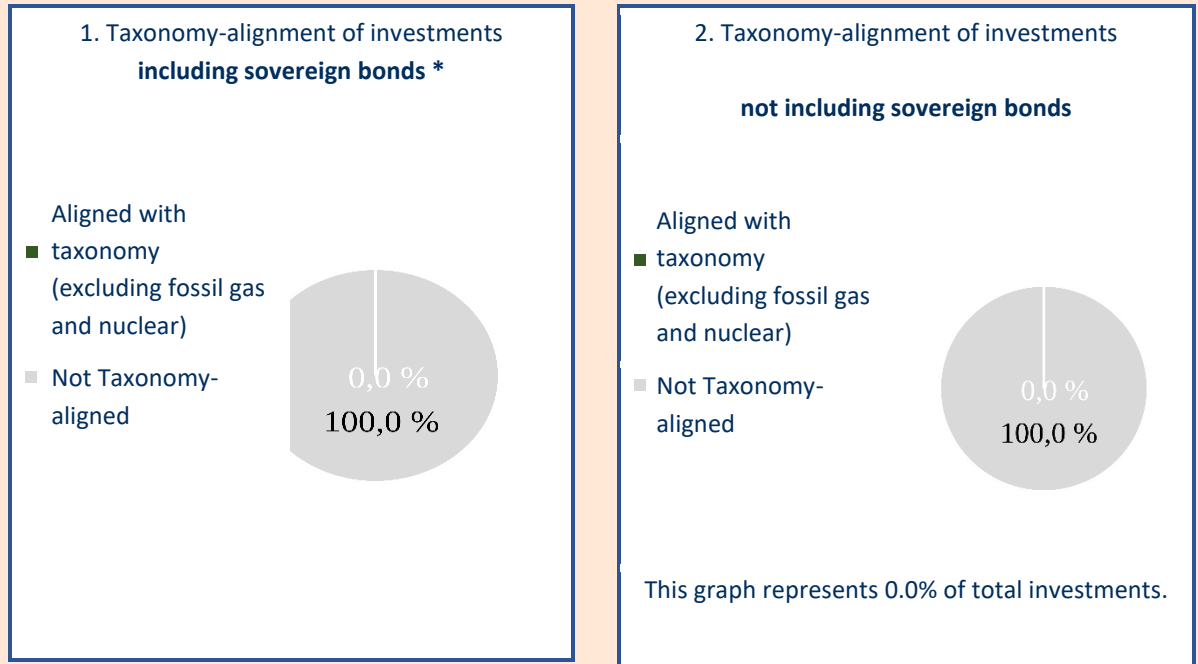 1. Taxonomy-alignment of investments
including sovereign bonds *
Aligned with
taxonomy
(excluding fossil gas
and nuclear)
Not Taxonomy-
aligned
0,0 %
100,0 %
2. Taxonomy-alignment of investments
not including sovereign bonds
Aligned with
taxonomy
(excluding fossil gas
and nuclear)
Not Taxonomy-
aligned
0,0 %
100,0 %
This graph represents 0.0% of total investments.